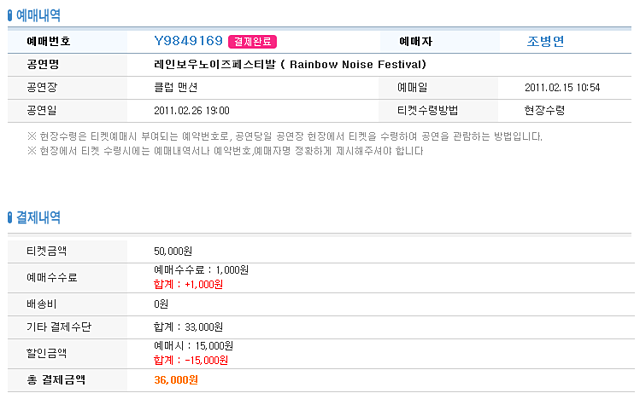 예매내역
예매번호 Y9849169 결제완료 예매자 조병연
공연명 레인보우노이즈페스티발 ( Rainbow Noise Festival)
공연장 클럽 맨션 예매일 2011.02.15 10:54
공연일 2011.02.26 19:00 티켓수령방법 현장수령
※ 현장수령은 티켓예매시 부여되는 예약번호로, 공연당일 공연장 현장에서 티켓을 수령하여 공연을 관람하는 방법입니다.
※ 현장에서 티켓 수령시에는 예매내역서나 예약번호,예매자명 정확하게 제시해주셔야 합니다
결제내역
티켓금액 50,000원
예매수수료 예매수수료 : 1,000원
합계 : +1,000원
배송비 0원
기타 결제수단 합계 : 33,000원
할인금액 예매시 : 15,000원
합계 : -15,000원
총 결제금액 36,000원